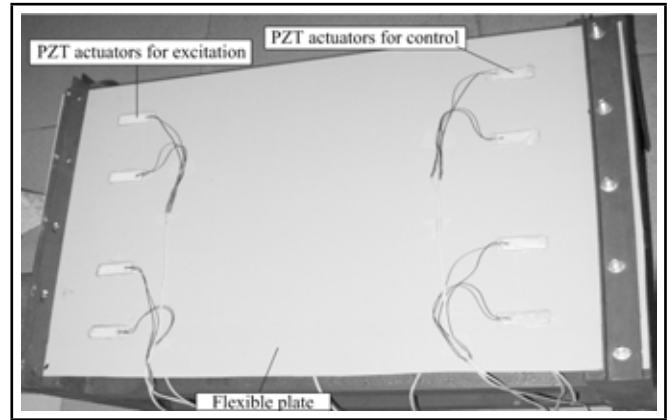 PZT actuators for excitation
PZT actuators for control
Flexible plate